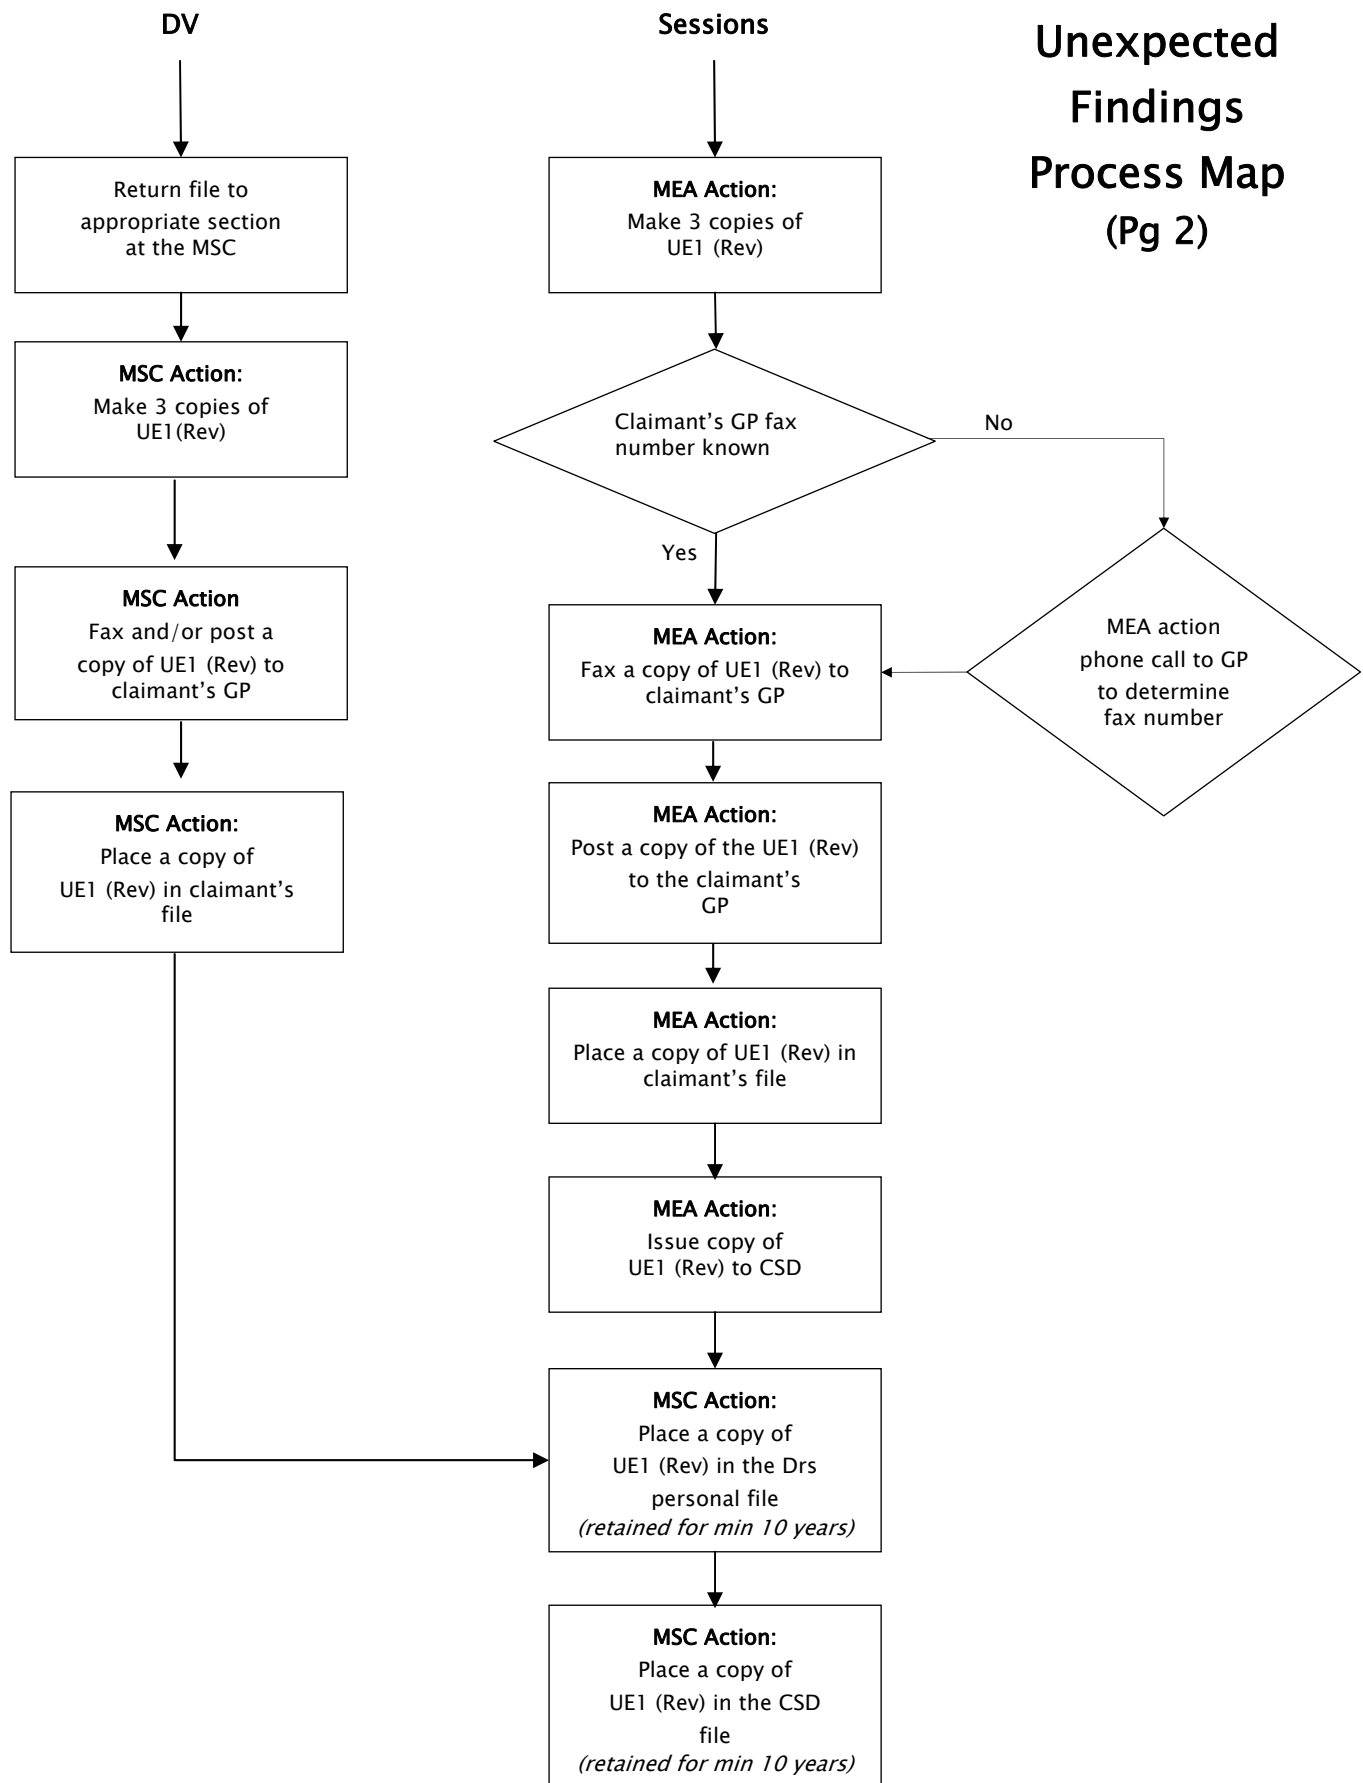 DV
Sessions
Unexpected
Findings
Process Map
(Pg 2)
Return file to
appropriate section
at the MSC
MSC Action:
Make 3 copies of
UE1(Rev)
MSC Action
Fax and/or post a
copy of UE1 (Rev) to
claimant's GP
MSC Action:
Place a copy of
UE1 (Rev) in claimant's
file
MEA Action:
Make 3 copies of
UE1 (Rev)
Claimant's GP fax
number known
No
Yes
MEA action
phone call to GP
to determine
fax number
MEA Action:
Fax a copy of UE1 (Rev) to
claimant's GP
MEA Action:
Post a copy of the UE1 (Rev)
to the claimant's
GP
MEA Action:
Place a copy of UE1 (Rev) in
claimant's file
MEA Action:
Issue copy of
UE1 (Rev) to CSD
MSC Action:
Place a copy of
UE1 (Rev) in the Drs
personal file
(retained for min 10 years)
MSC Action:
Place a copy of
UE1 (Rev) in the CSD
file
(retained for min 10 years)